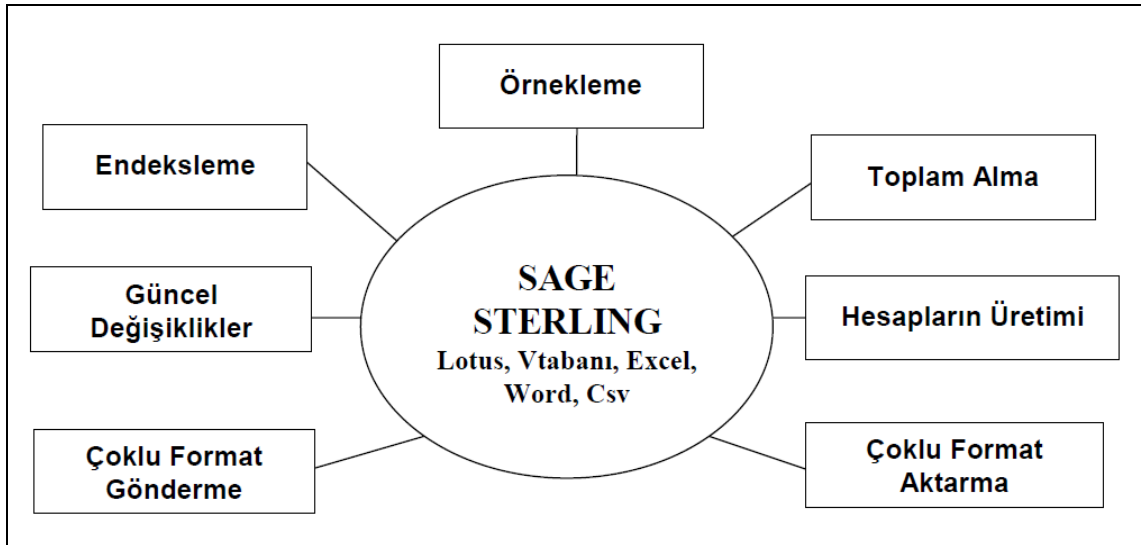 Örnekleme
Endeksleme
Toplam Alma
SAGE
STERLING
Lotus, Vtabanı, Excel,
Word, Csv
Güncel
Değişiklikler
Hesapların Üretimi
Çoklu Format
Gönderme
Çoklu Format
Aktarma